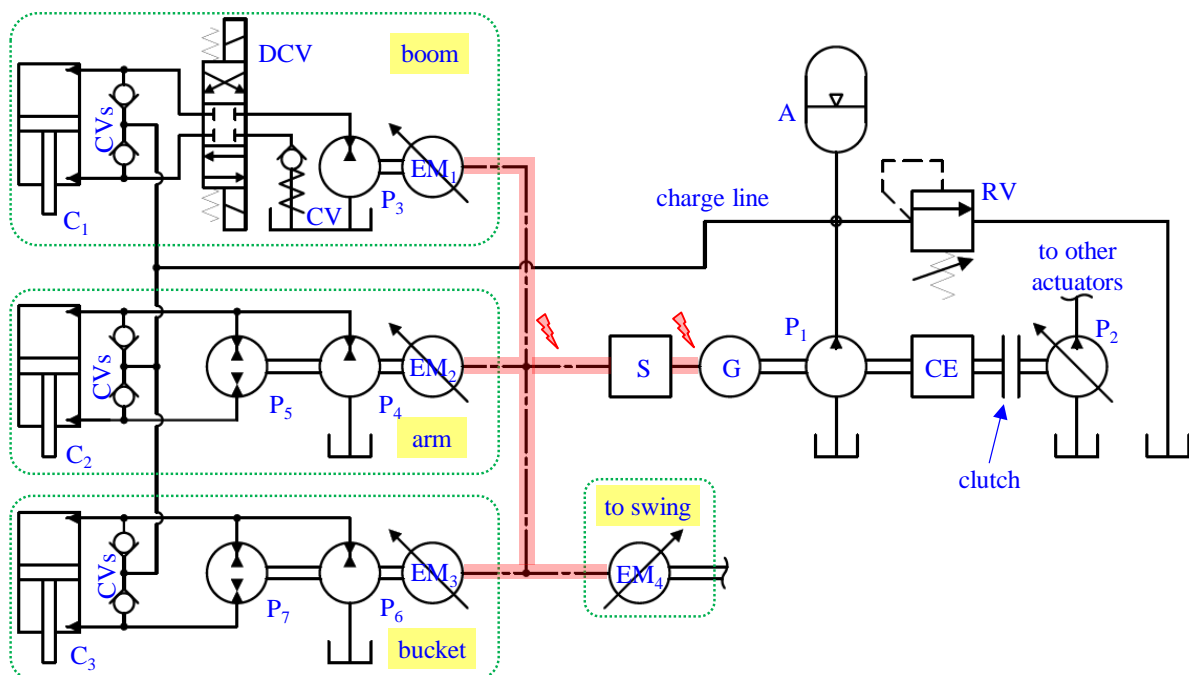 DCV
boom
CVs
A
EM₁
P₃
CV
C₁
charge line
RV
to other
actuators
CVs
P₁
P₂
EM₂
S
G
CE
P₅
P₄
C₂
arm
clutch
to swing
CVs
EM₃
EM₄
P₇
P₆
C₃
bucket